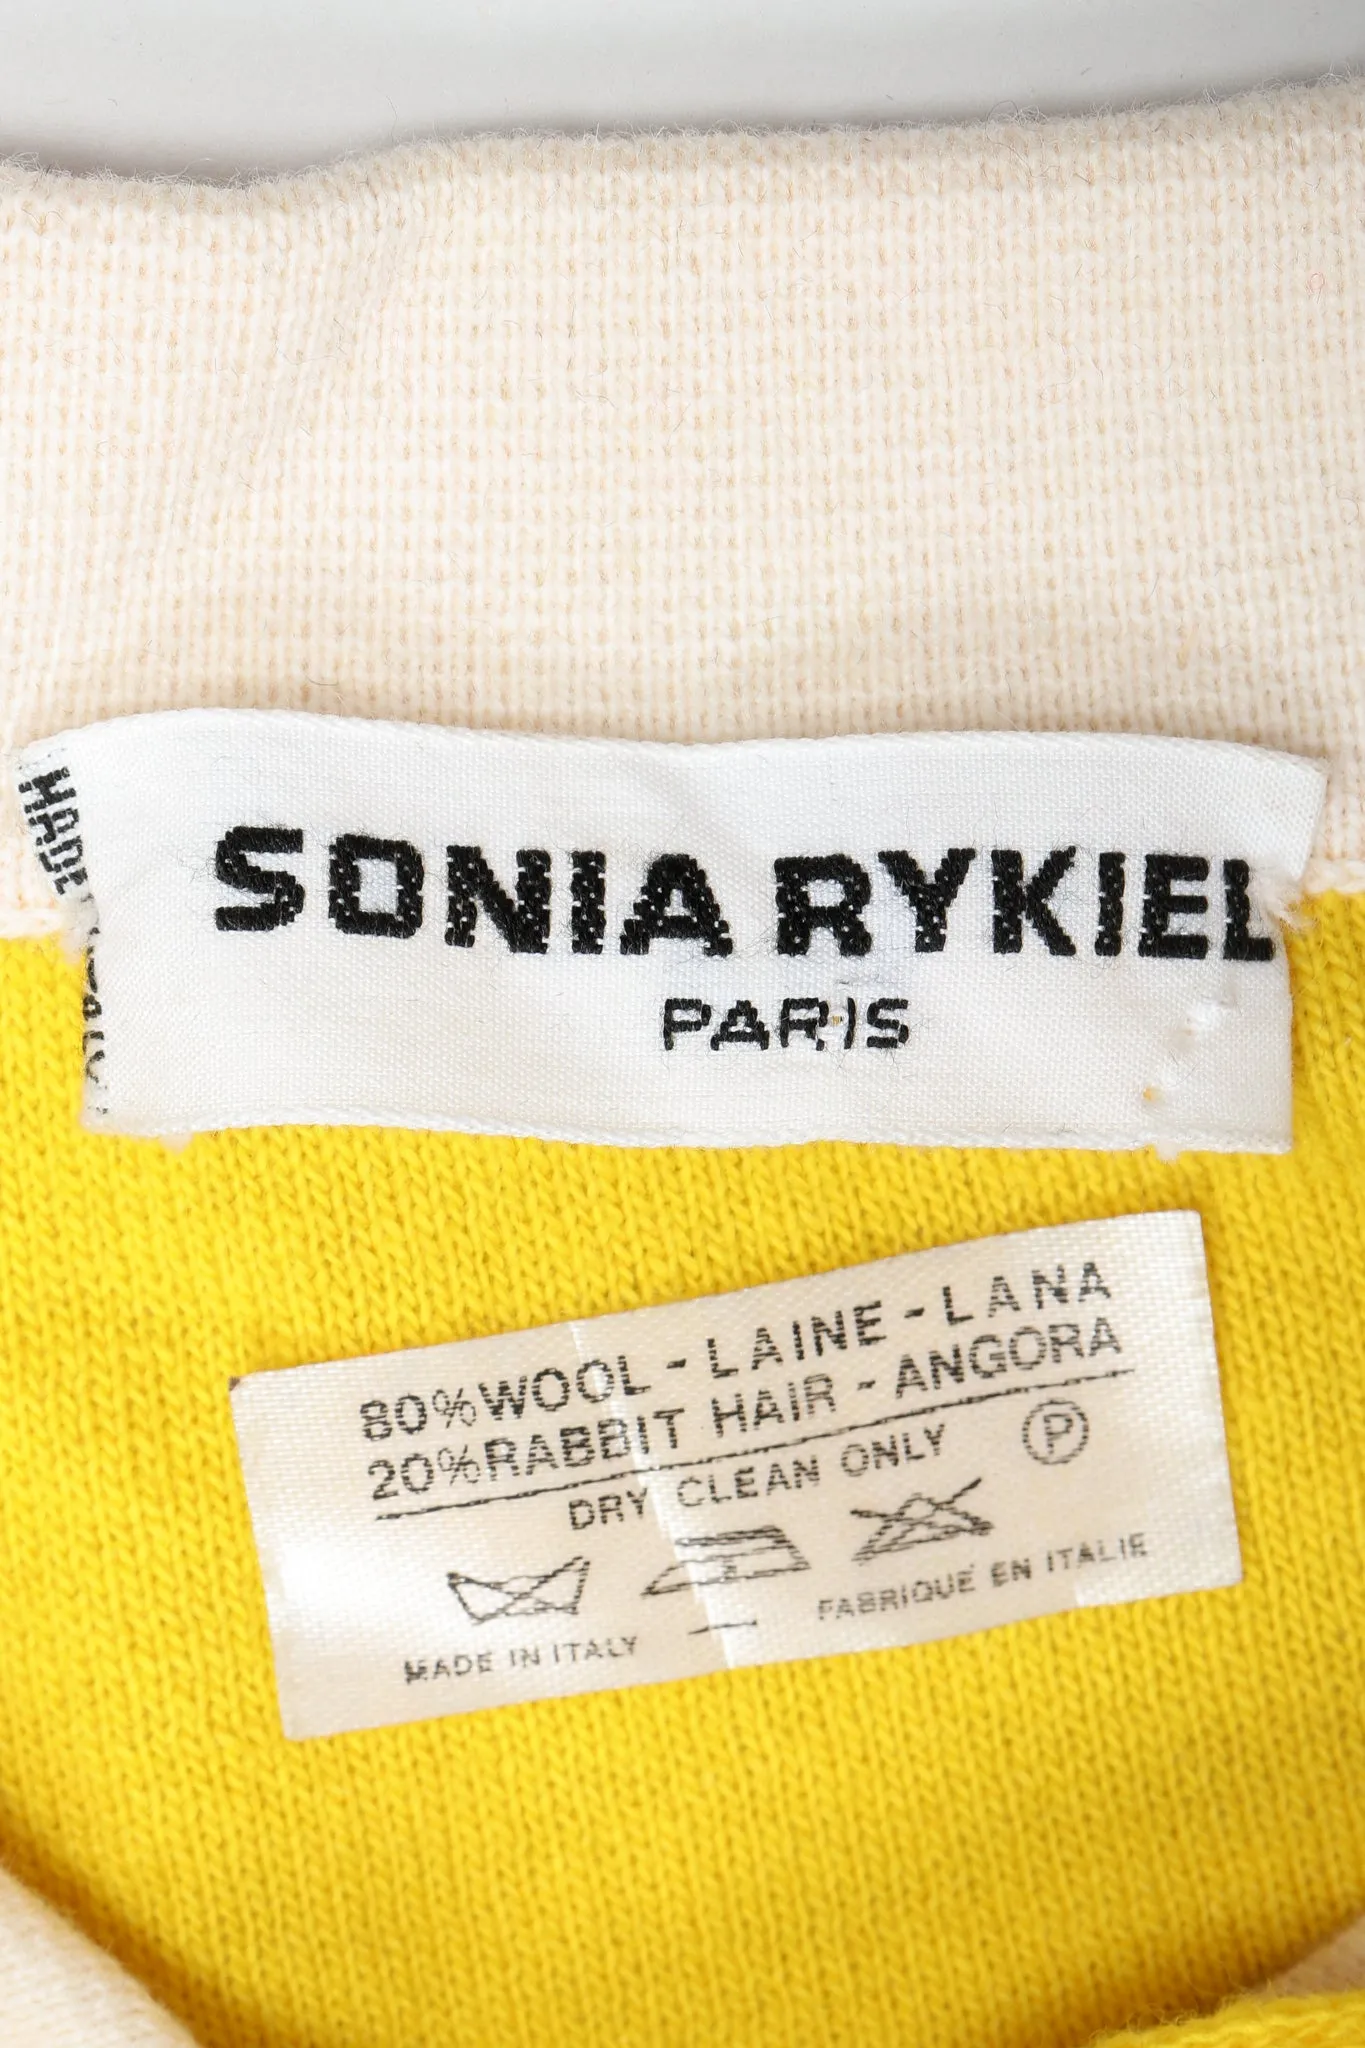 SONIA RYKIEL
PARIS
MADE
80% WOOL - LAINE - LANA
20% RABBIT HAIR - ANGORA
DRY CLEAN ONLY P
MADE IN ITALY
FABRIQUE EN ITALIE